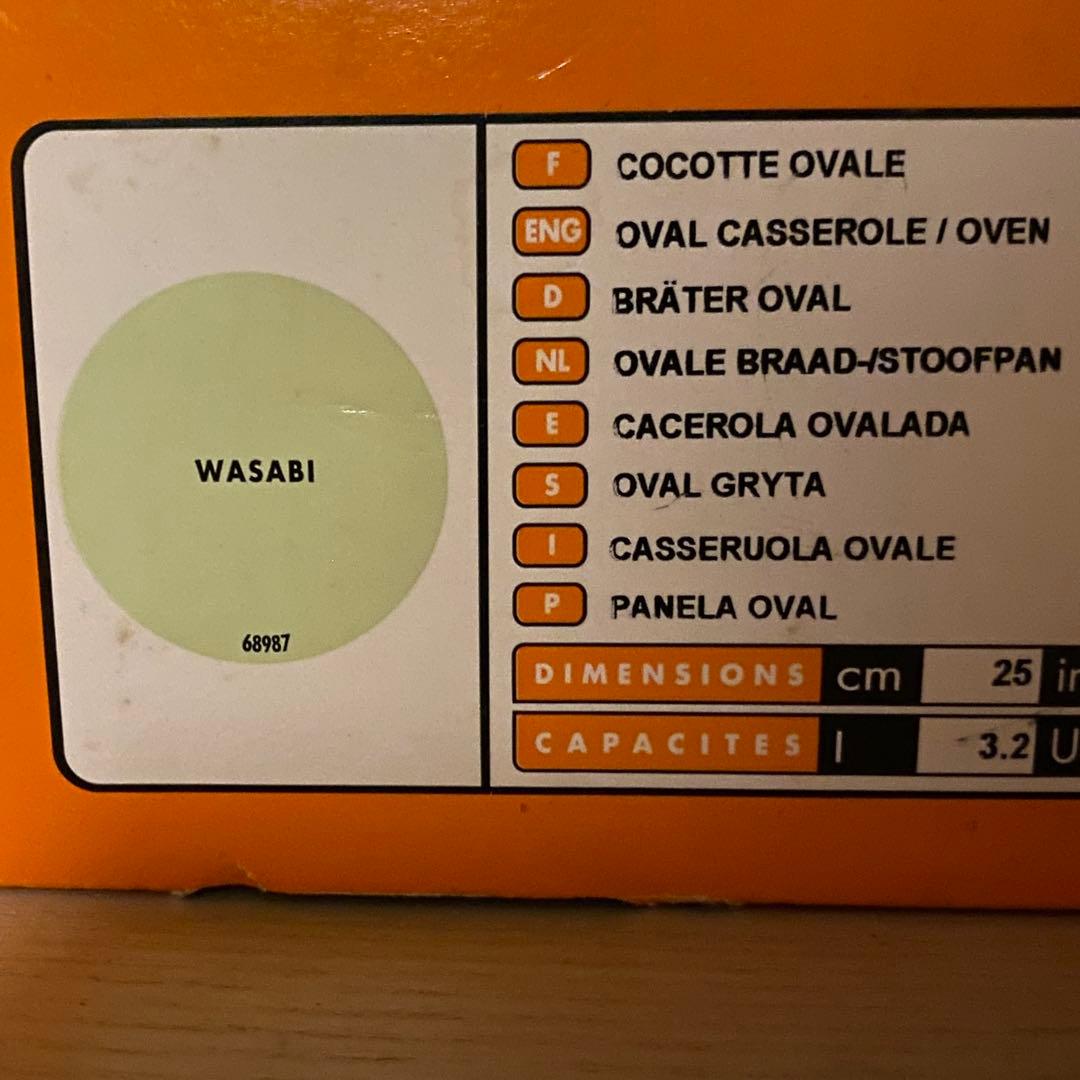 WASABI
68987
F COCOTTE OVALE
ENG OVAL CASSEROLE / OVEN
D BRÄTER OVAL
NL OVALE BRAAD-/STOOFPAN
E CACEROLA OVALADA
S OVAL GRYTA
I CASSERUOLA OVALE
P PANELA OVAL
DIMENSIONS cm 25 in
CAPACITES l 3.2 U